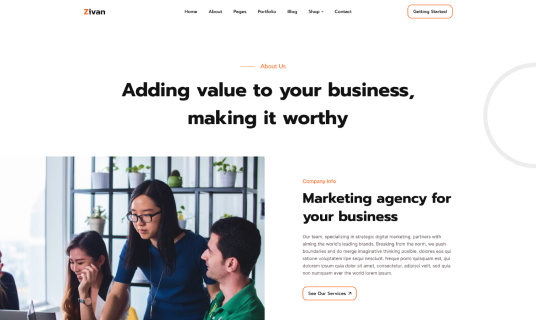 Zivan
Home About Pages Portfolio Blog Shop Contact
Getting Started
About Us
Adding value to your business,
making it worthy
Company Info
Marketing agency for
your business
Our team, specializing in strategic digital marketing, partners with
the world's leading brands. Breaking from the norm, we push
boundaries and do merge imaginative thinking posible. dolores eos qui
ratione voluptatem sequi nesciunt. Neque porro quisquam est, qui
dolorem ipsum quia dolor sit amet, consectetur, adipisci velit, sed quia
non numquam ever the world lorem ipsum.
See Our Services